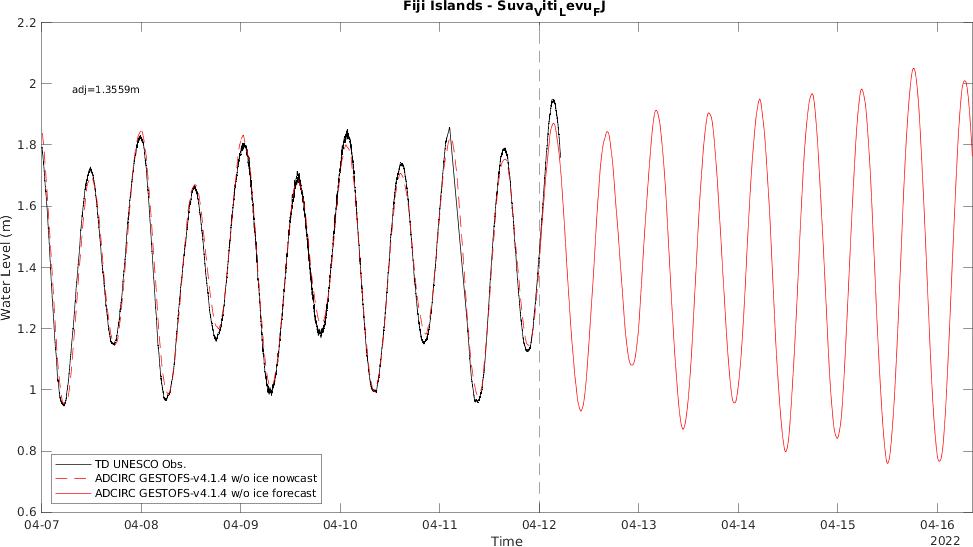 Fiji Islands - Suva_Viti_Levu_FJ
2.2
2
1.8
1.6
1.4
1.2
1
0.8
0.6
Water Level (m)
adj=1.3559m
TD UNESCO Obs.
ADCIRC GESTOFS-v4.1.4 w/o ice nowcast
ADCIRC GESTOFS-v4.1.4 w/o ice forecast
04-07 04-08 04-09 04-10 04-11 04-12 04-13 04-14 04-15 04-16
Time
2022